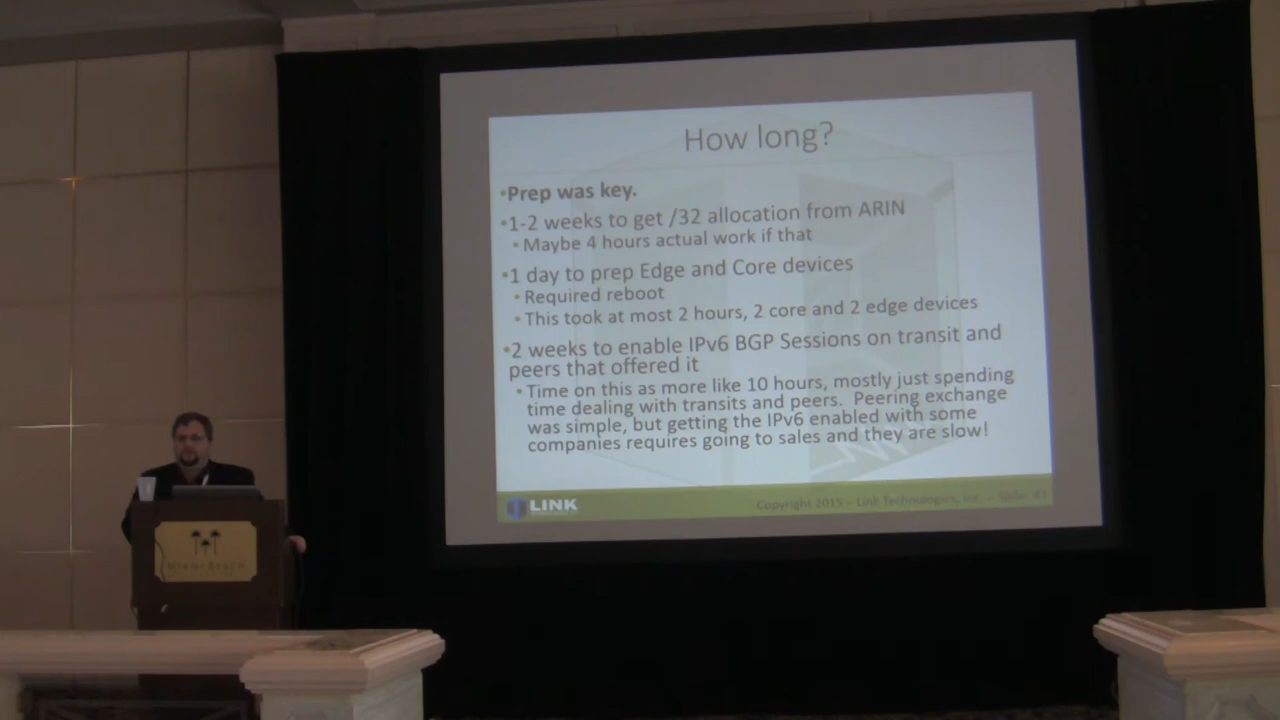 How long?
•Prep was key.
•1-2 weeks to get /32 allocation from ARIN
• Maybe 4 hours actual work if that
•1 day to prep Edge and Core devices
• Required reboot
• This took at most 2 hours, 2 core and 2 edge devices
•2 weeks to enable IPv6 BGP Sessions on transit and
peers that offered it
• Time on this as more like 10 hours, mostly just spending
time dealing with transits and peers. Peering exchange
was simple, but getting the IPv6 enabled with some
companies requires going to sales and they are slow!
LINK
Copyright 2015 – Link Technologies, Inc. – Slide
MIAMI BEACH